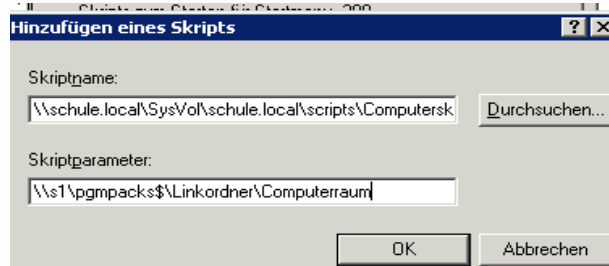 Hinzufügen eines Skripts
Skriptname:
\\schule.local\SysVol\schule.local\scripts\Computersk
Durchsuchen...
Skriptparameter:
\\s1\pgmpacks$\Linkordner\Computerraum
OK
Abbrechen